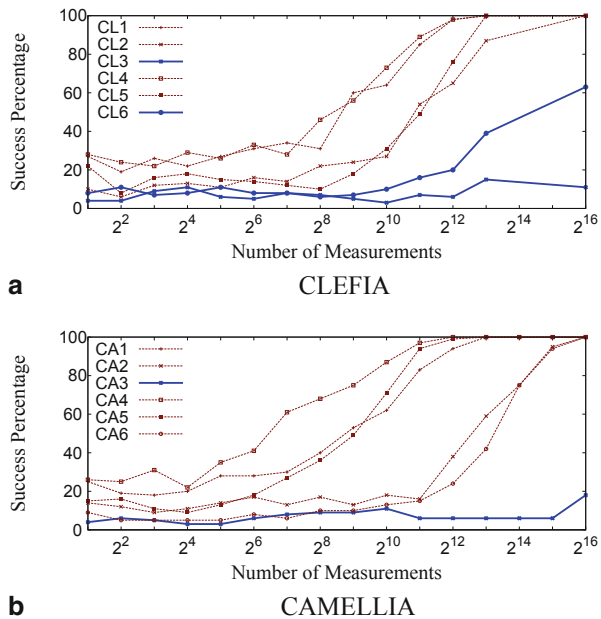 100
80
60
40
20
0
Success Percentage
CL1
CL2
CL3
CL4
CL5
CL6
2^2 2^4 2^6 2^8 2^10 2^12 2^14 2^16
Number of Measurements
a CLEFIA
100
80
60
40
20
0
Success Percentage
CA1
CA2
CA3
CA4
CA5
CA6
2^2 2^4 2^6 2^8 2^10 2^12 2^14 2^16
Number of Measurements
b CAMELLIA